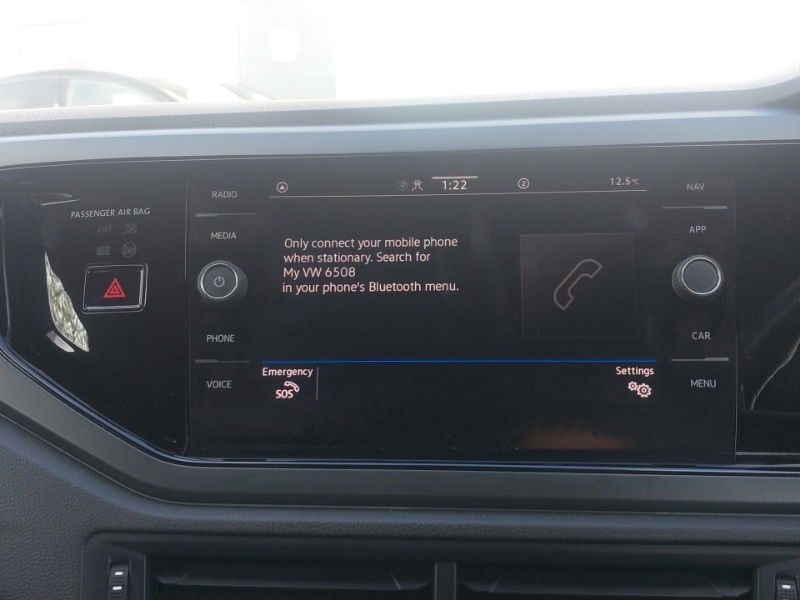 RADIO
1:22
2
12.5°C
NAV
PASSENGER AIR BAG
OFF
MEDIA
APP
Only connect your mobile phone
when stationary. Search for
My VW 6508
in your phone's Bluetooth menu.
PHONE
CAR
Emergency
SOS
Settings
VOICE
MENU